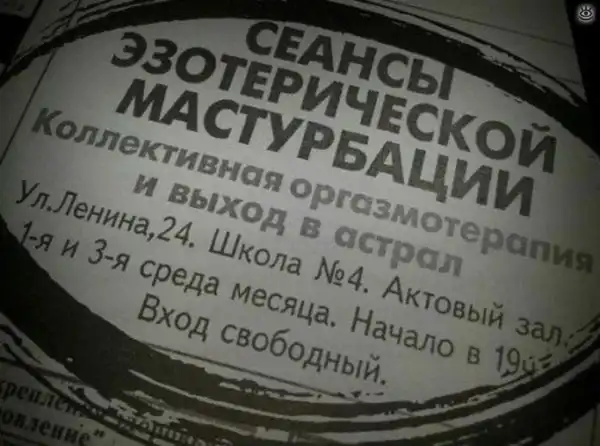 СЕАНСЫ
ЭЗОТЕРИЧЕСКОЙ
МАСТУРБАЦИИ
Коллективная оргазмотерапия
и выход в астрал
Ул.Ленина,24. Школа №4. Актовый зал.
1-я и 3-я среда месяца. Начало в 19
Вход свободный.